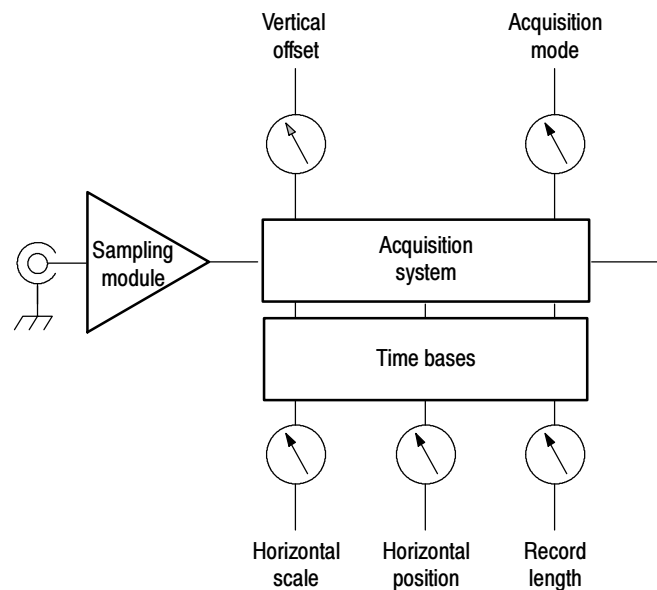 Vertical
offset
Acquisition
mode
Sampling
module
Acquisition
system
Time bases
Horizontal
scale
Horizontal
position
Record
length